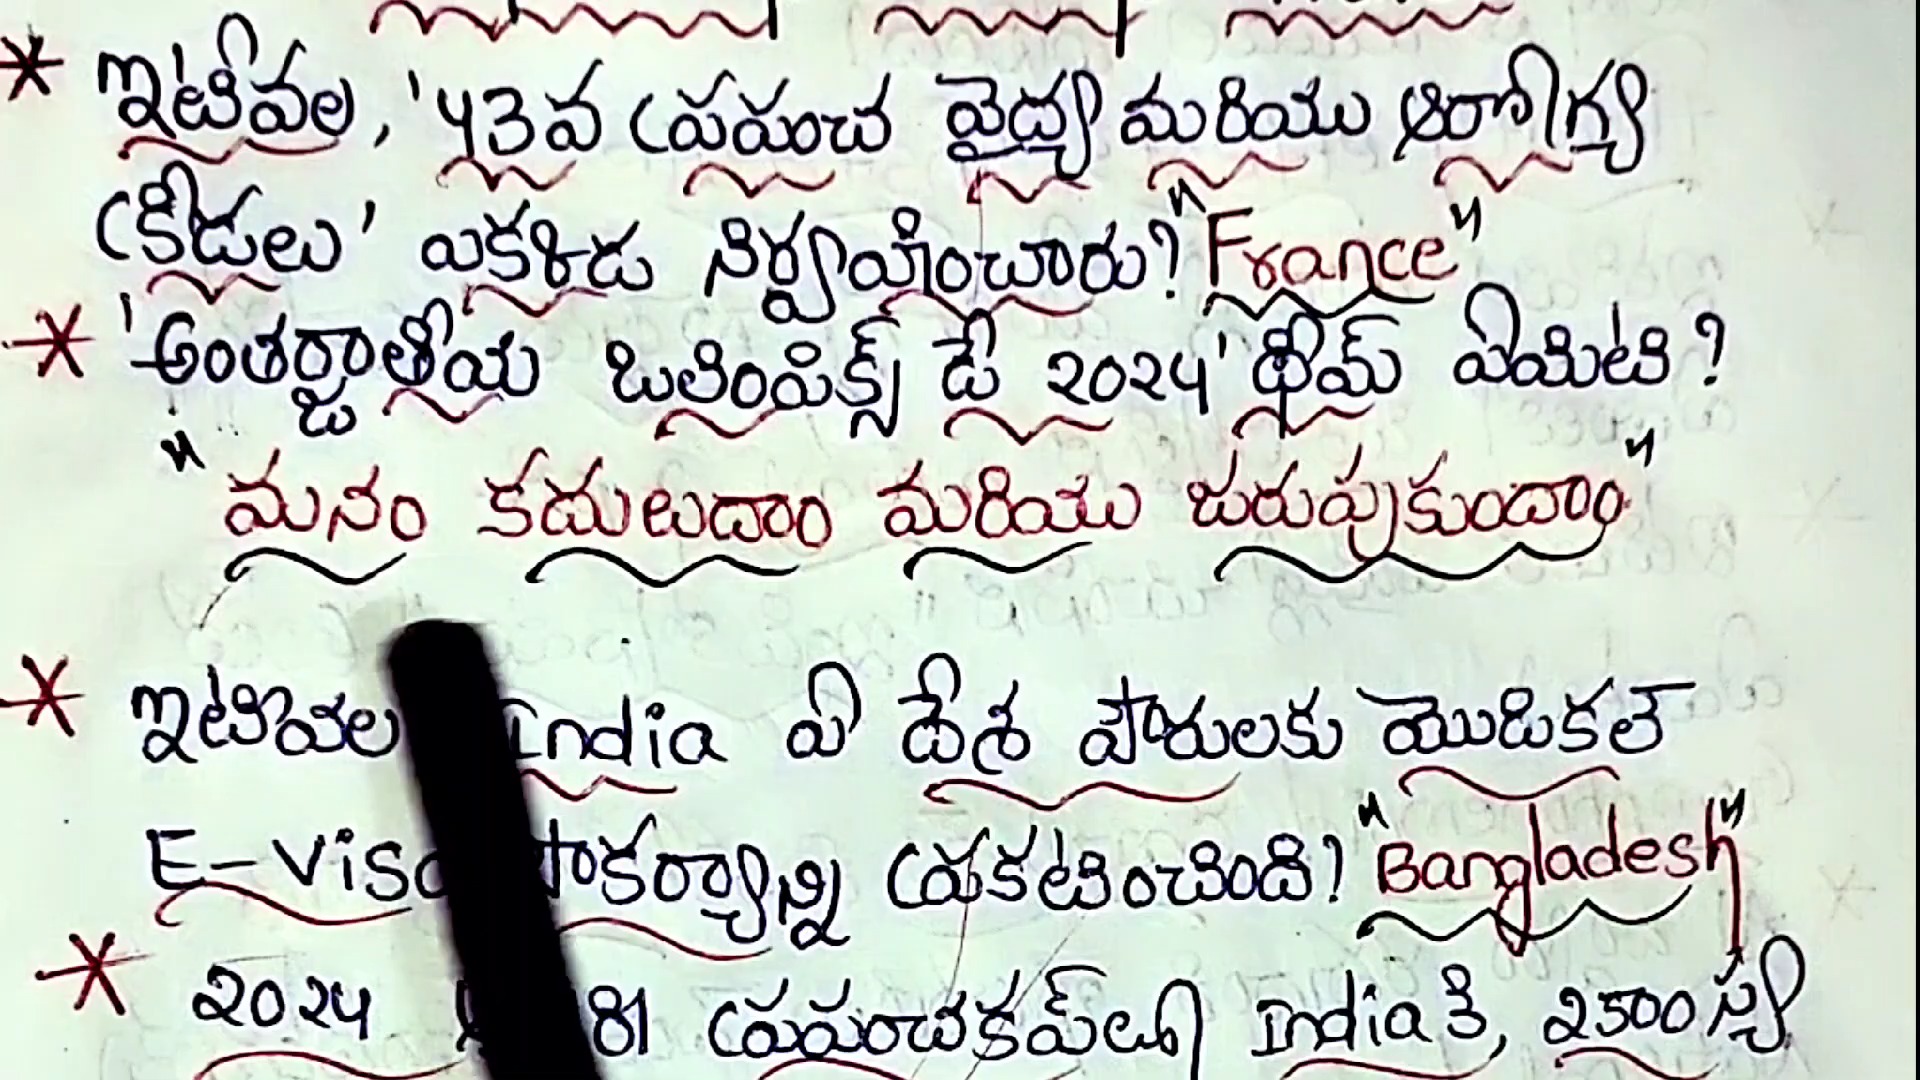 * ఇటీవల, '43వ ప్రపంచ వైద్య మరియు ఆరోగ్య
క్రీడలు' ఎక్కడ నిర్వహించారు? "France"
* 'అంతర్జాతీయ ఒలింపిక్స్ డే 2024' థీమ్ ఏమిటి?
"మనం కదులుదాం మరియు జరుపుకుందాం"
* ఇటీవల India ఏ దేశ పౌరులకు మెడికల్
E-Visa సౌకర్యాన్ని ప్రకటించింది? "Bangladesh"
* 2024 ప్రపంచకప్‌లో India కి, 2500